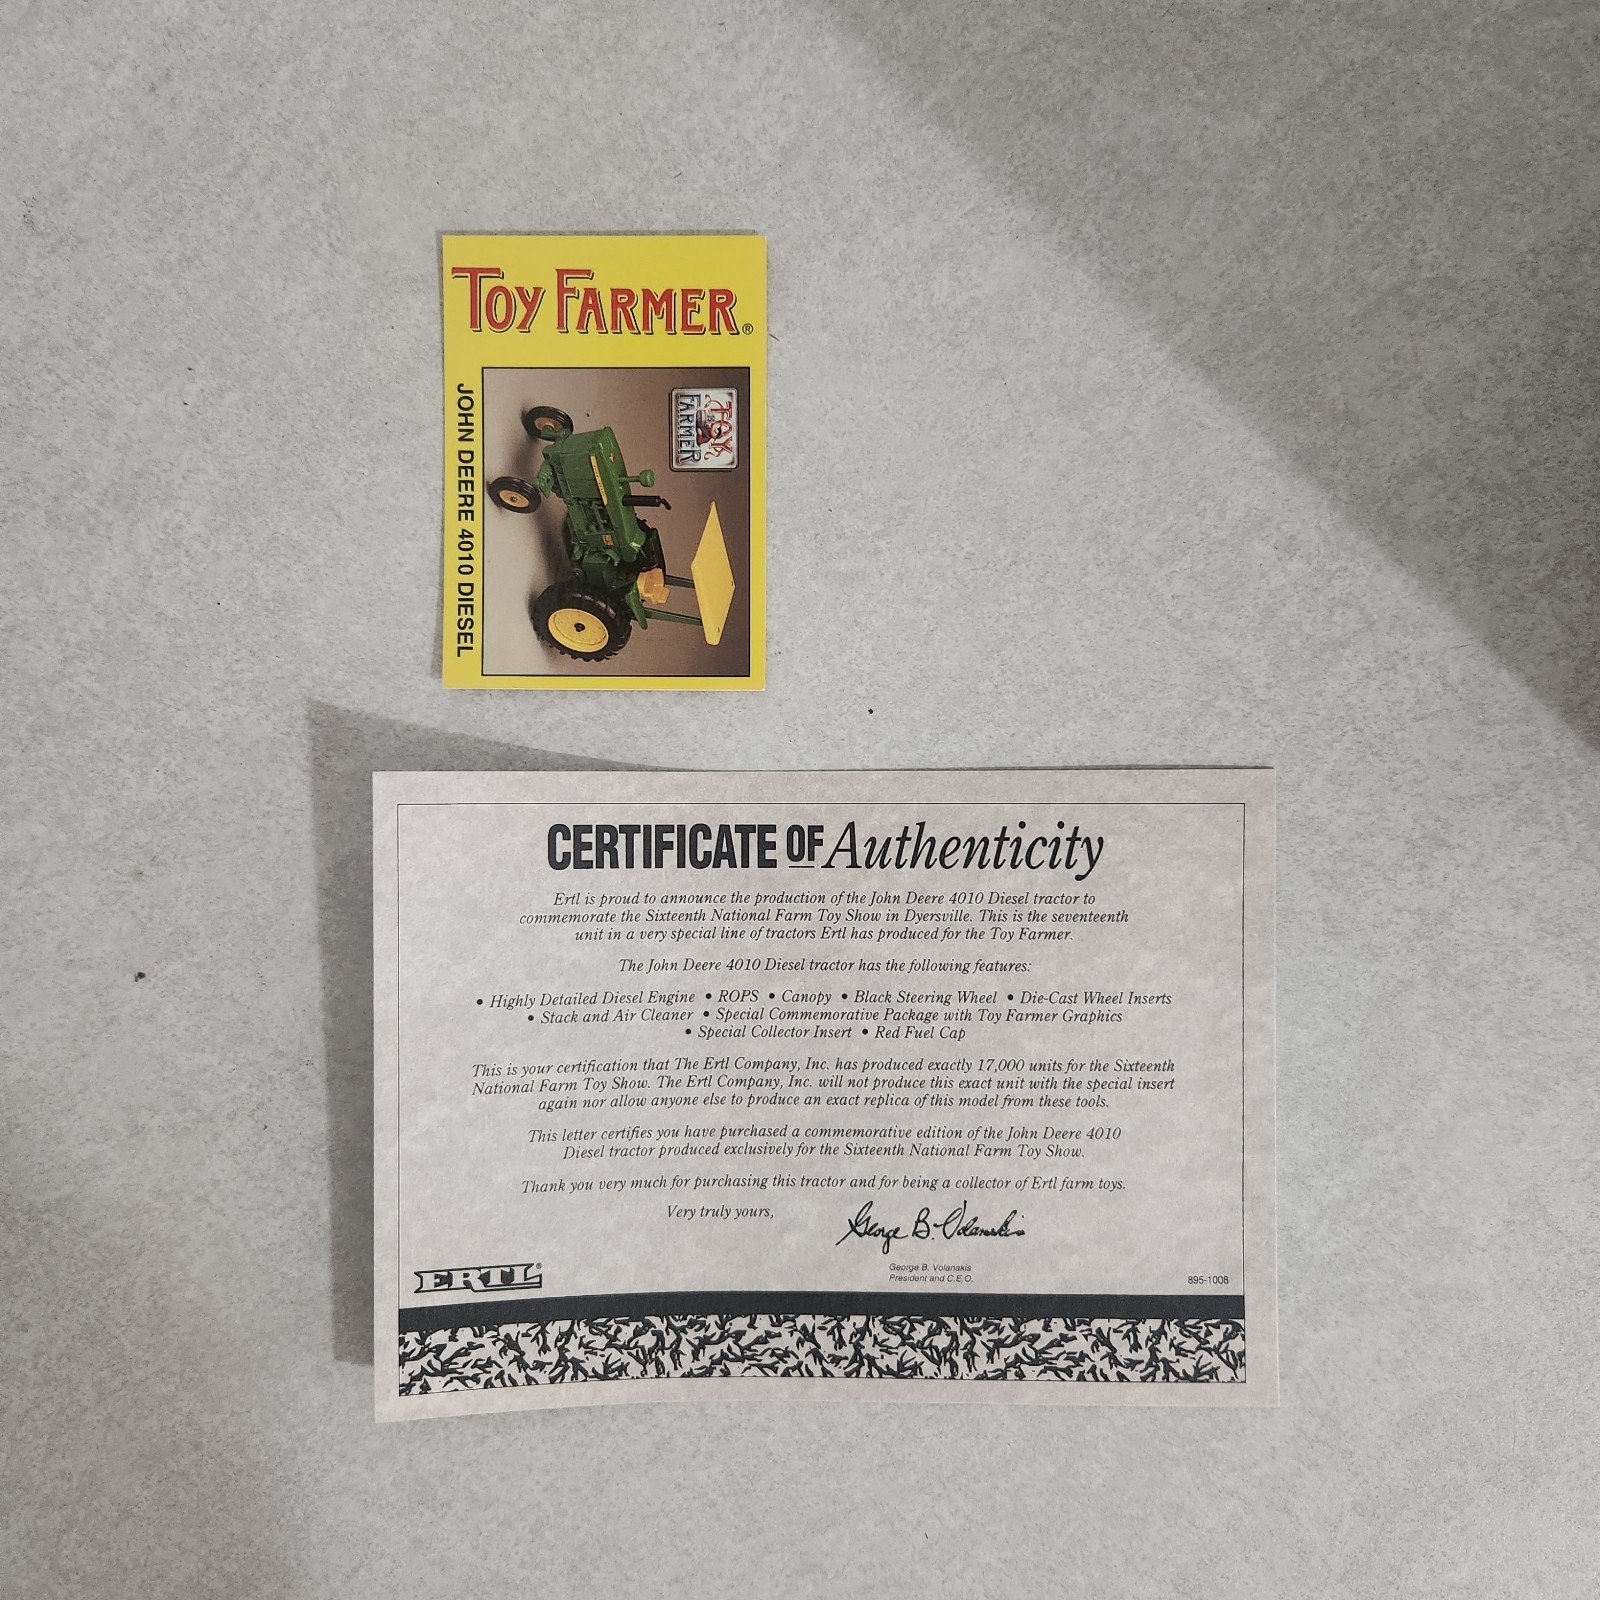 TOY FARMER®
JOHN DEERE 4010 DIESEL
TOY
FARMER
CERTIFICATE OF Authenticity
Ertl is proud to announce the production of the John Deere 4010 Diesel tractor to
commemorate the Sixteenth National Farm Toy Show in Dyersville. This is the seventeenth
unit in a very special line of tractors Ertl has produced for the Toy Farmer.
The John Deere 4010 Diesel tractor has the following features:
• Highly Detailed Diesel Engine • ROPS • Canopy • Black Steering Wheel • Die-Cast Wheel Inserts
• Stack and Air Cleaner • Special Commemorative Package with Toy Farmer Graphics
• Special Collector Insert • Red Fuel Cap
This is your certification that The Ertl Company, Inc. has produced exactly 17,000 units for the Sixteenth
National Farm Toy Show. The Ertl Company, Inc. will not produce this exact unit with the special insert
again nor allow anyone else to produce an exact replica of this model from these tools.
This letter certifies you have purchased a commemorative edition of the John Deere 4010
Diesel tractor produced exclusively for the Sixteenth National Farm Toy Show.
Thank you very much for purchasing this tractor and for being a collector of Ertl farm toys.
Very truly yours,
George B. Volanakis
George B. Volanakis
President and C.E.O.
ERTL®
895-1008